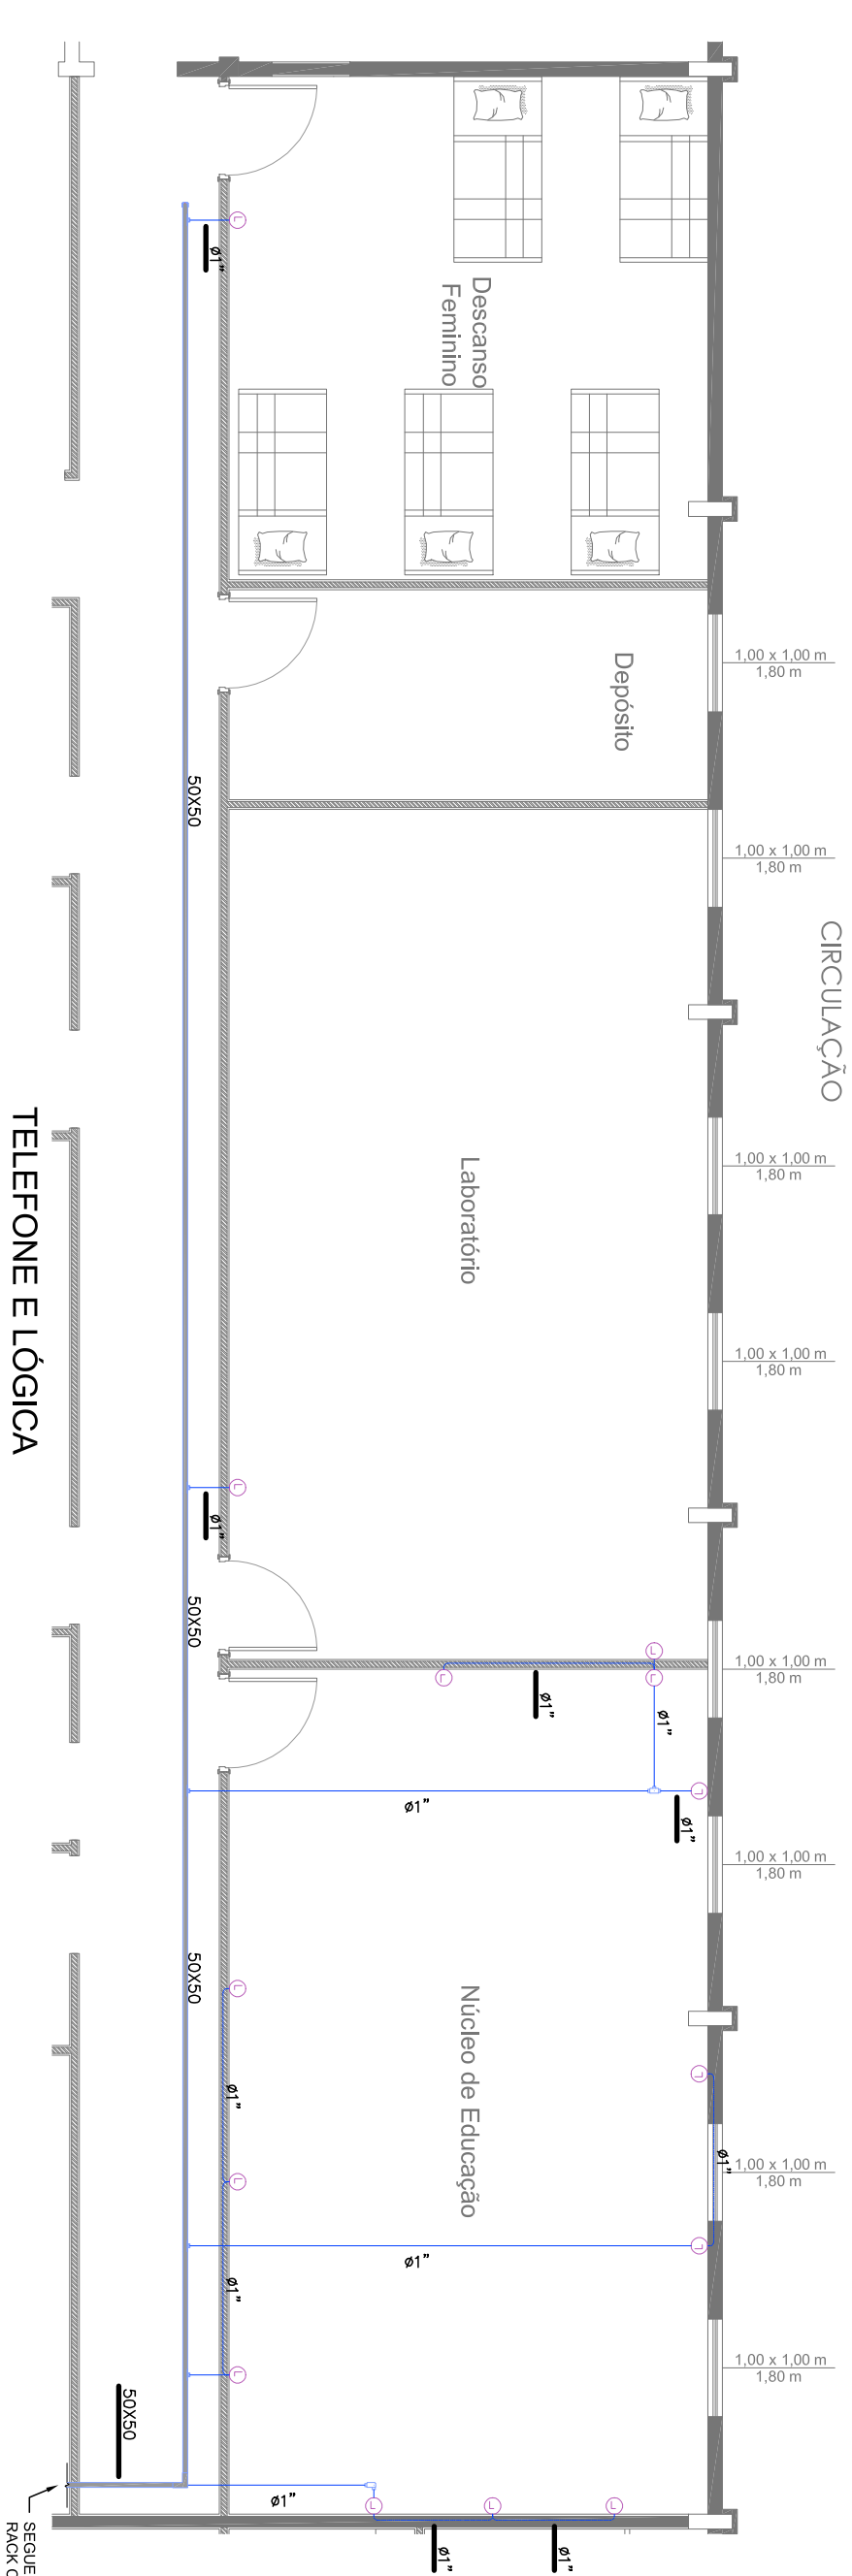 CIRCULAÇÃO
1,00 x 1,00 m
1,80 m
1,00 x 1,00 m
1,80 m
1,00 x 1,00 m
1,80 m
1,00 x 1,00 m
1,80 m
1,00 x 1,00 m
1,80 m
1,00 x 1,00 m
1,80 m
1,00 x 1,00 m
1,80 m
1,00 x 1,00 m
1,80 m
Descanso
Feminino
Depósito
Laboratório
Núcleo de Educação
L
L
L
L
L
L
L
L
L
L
L
L
L
L
ø1"
ø1"
ø1"
ø1"
ø1"
ø1"
ø1"
ø1"
ø1"
ø1"
ø1"
ø1"
ø1"
50X50
50X50
50X50
50X50
TELEFONE E LÓGICA
SEGUE
RACK